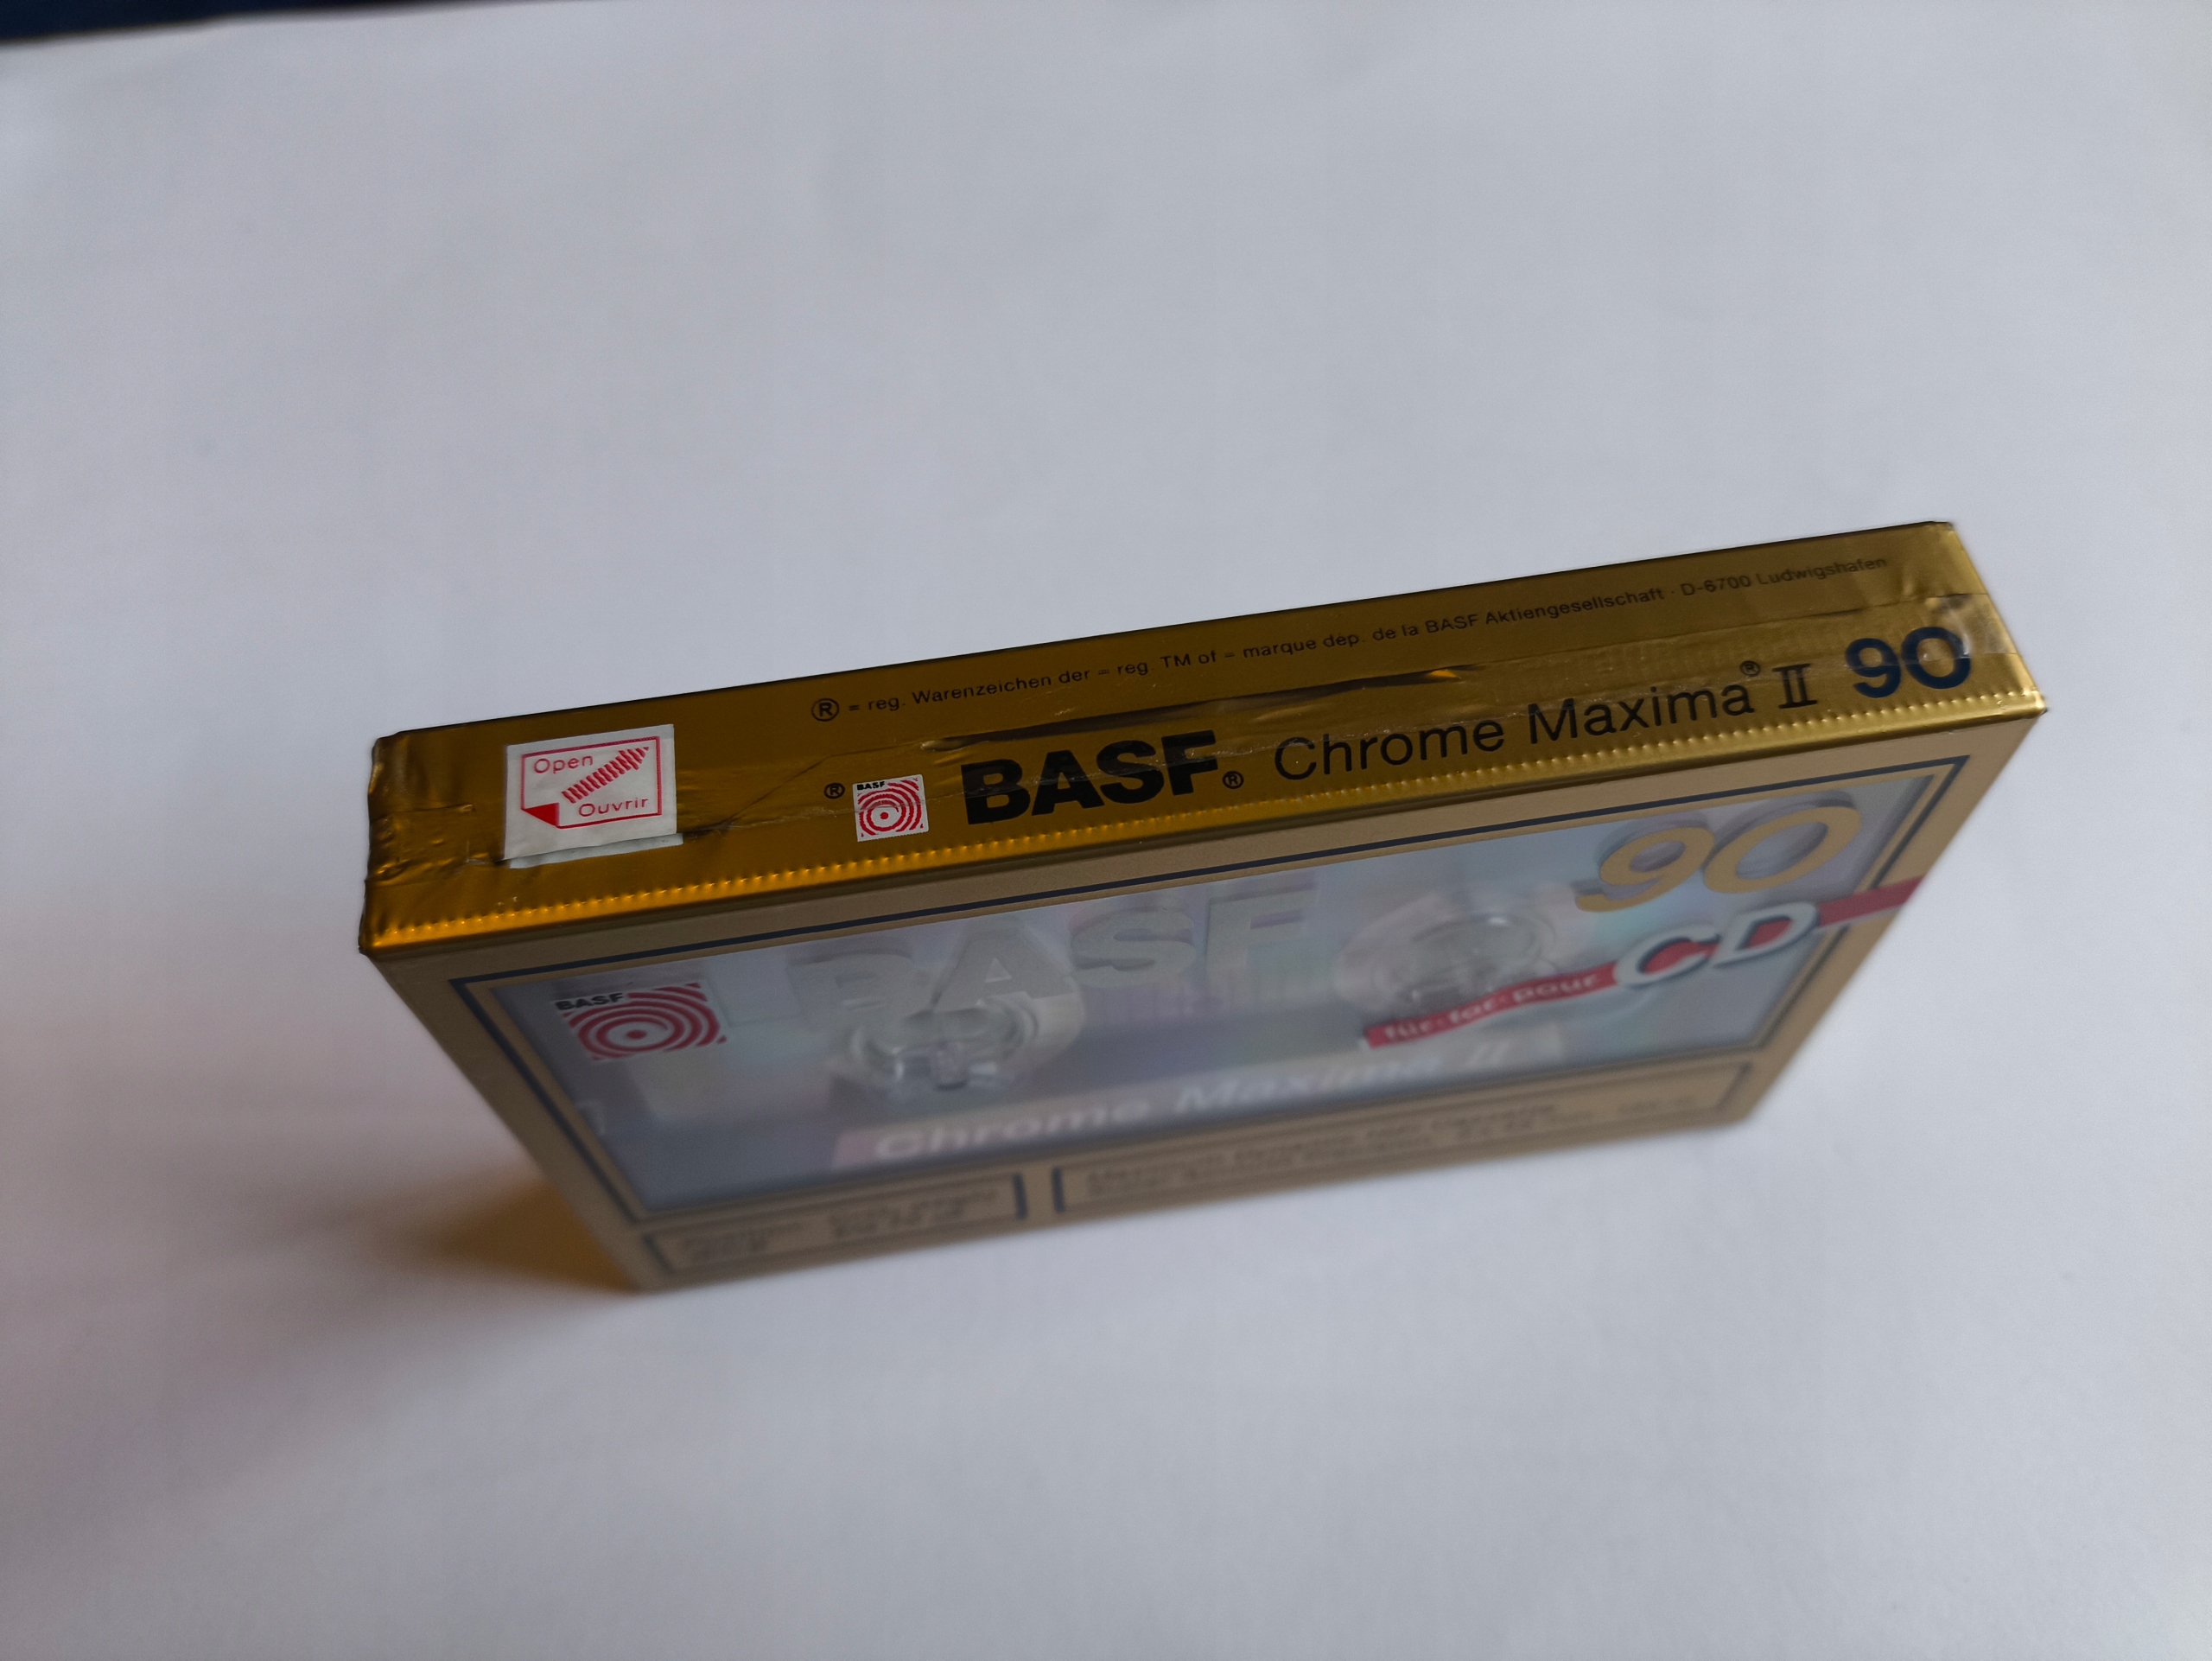 ® = reg. Warenzeichen der = reg. TM of = marque dép. de la BASF Aktiengesellschaft · D-6700 Ludwigshafen
Open
Ouvrir
® BASF BASF® Chrome Maxima® II 90
90
BASF
BASF
für·for·pour CD
Chrome Maxima II